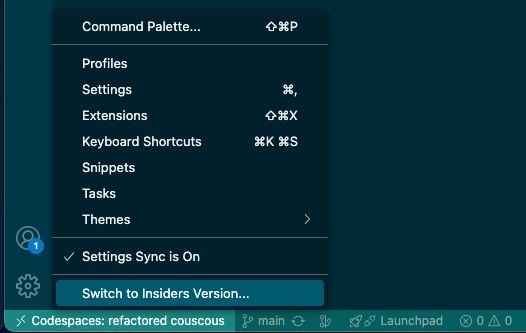 Command Palette... ⇧⌘P
Profiles
Settings ⌘,
Extensions ⇧⌘X
Keyboard Shortcuts ⌘K ⌘S
Snippets
Tasks
Themes
Settings Sync is On
1
Switch to Insiders Version...
Codespaces: refactored couscous main Launchpad 0 0